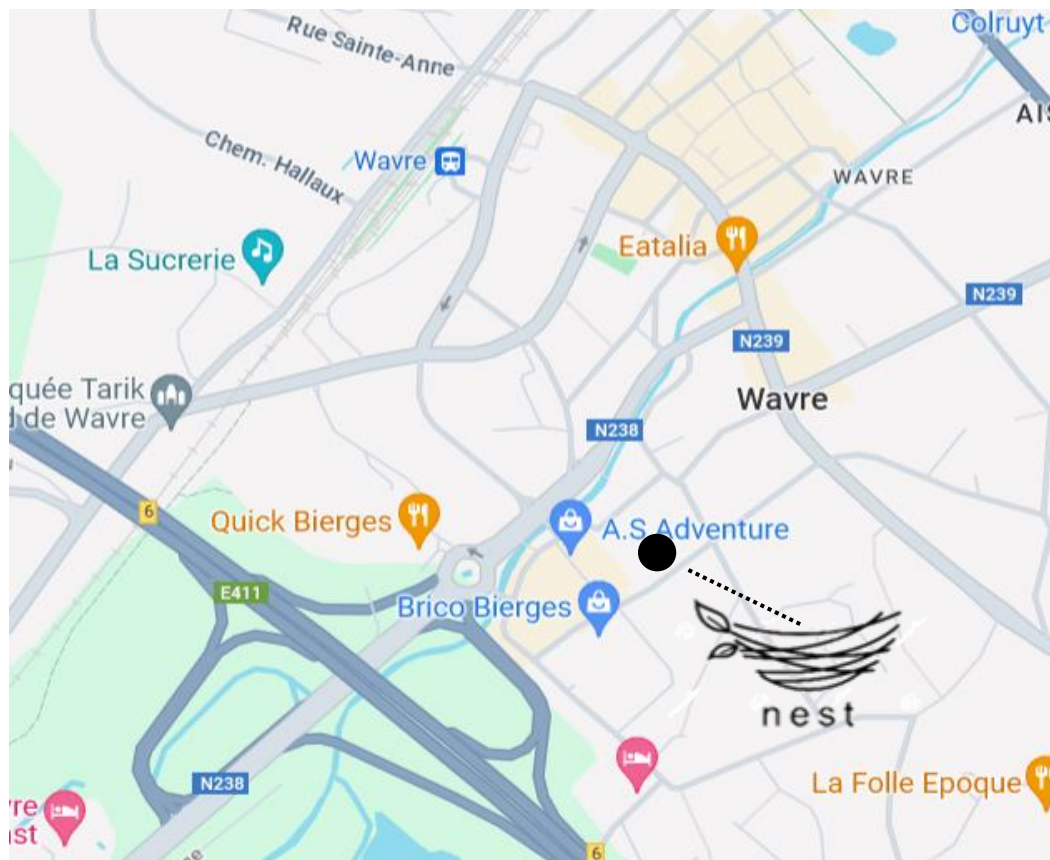 Colruyt
Rue Sainte-Anne
Chem. Hallaux
Wavre
WAVRE
Eatalia
La Sucrerie
N239
N239
quée Tarik
de Wavre
Wavre
N238
6
Quick Bierges
A.S.Adventure
E411
Brico Bierges
nest
N238
La Folle Epoque
6